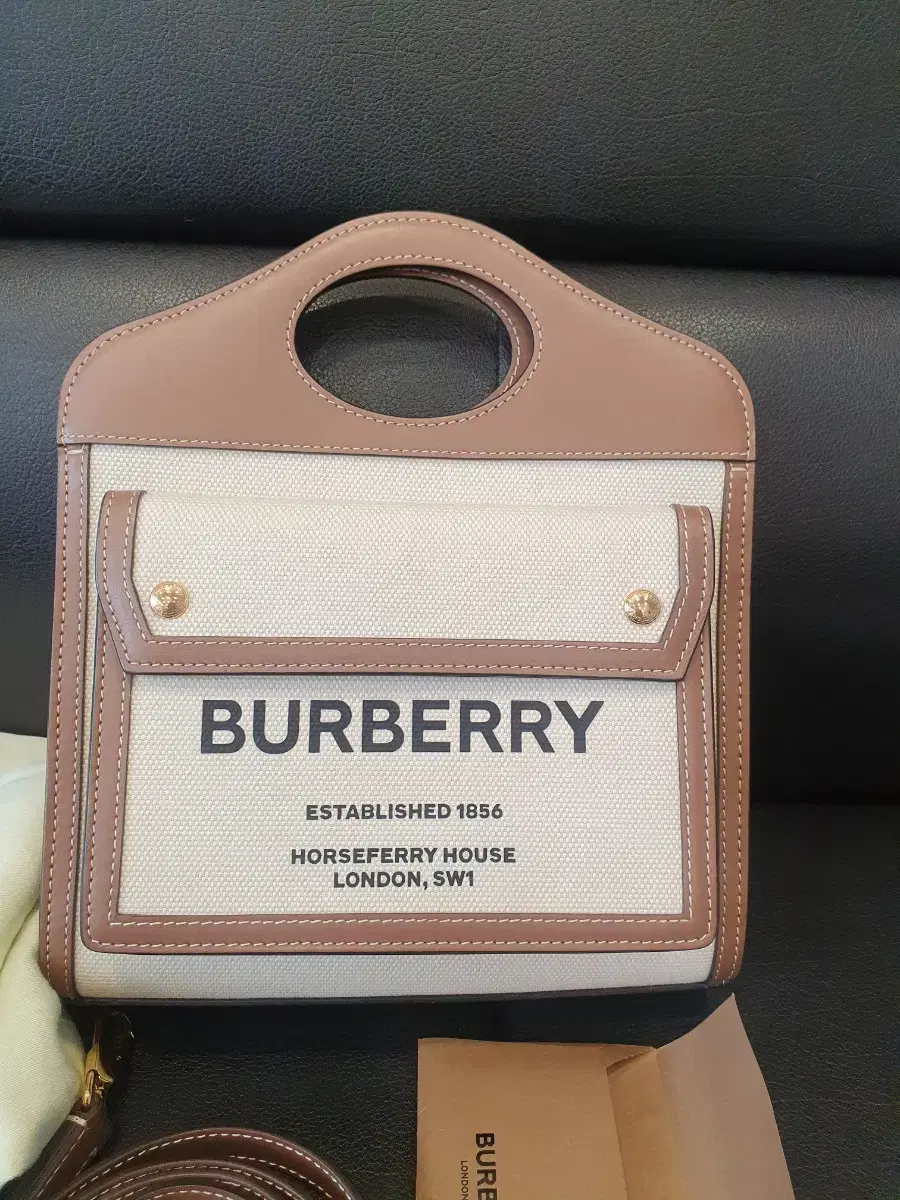 BURBERRY
ESTABLISHED 1856
HORSEFERRY HOUSE
LONDON, SW1